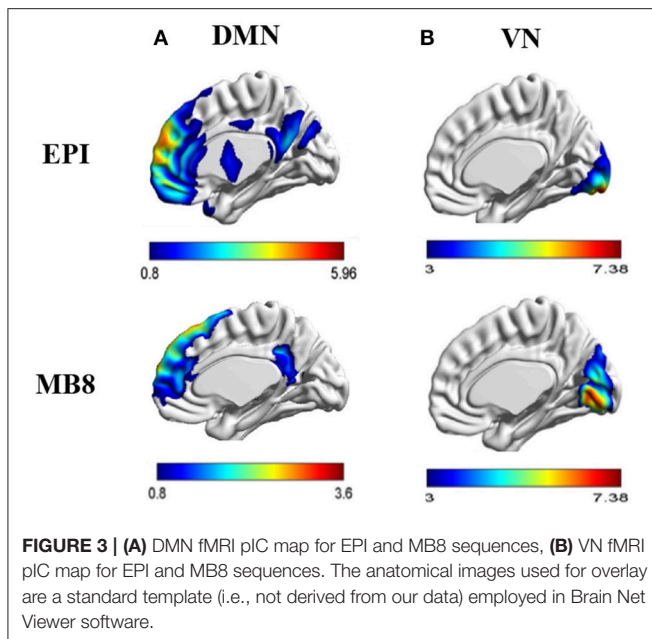 A DMN B VN
EPI
0.8 5.96 3 7.38
MB8
0.8 3.6 3 7.38
FIGURE 3 | (A) DMN fMRI pIC map for EPI and MB8 sequences, (B) VN fMRI
pIC map for EPI and MB8 sequences. The anatomical images used for overlay
are a standard template (i.e., not derived from our data) employed in Brain Net
Viewer software.